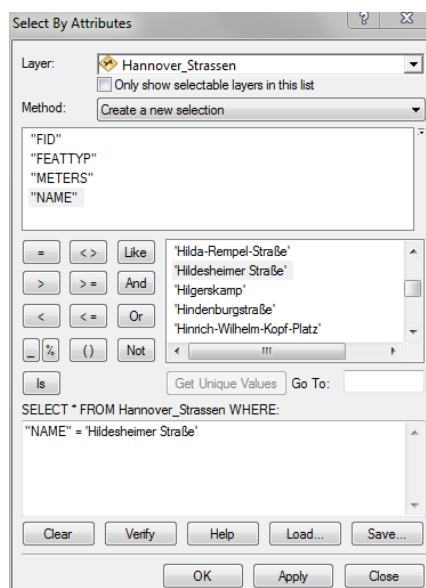 Select By Attributes
Layer: Hannover_Strassen
Only show selectable layers in this list
Method: Create a new selection
"FID"
"FEATTYP"
"METERS"
"NAME"
= < > Like
> > = And
< < = Or
_ % () Not
Is
'Hilda-Rempel-Straße'
'Hildesheimer Straße'
'Hilgerskamp'
'Hindenburgstraße'
'Hinrich-Wilhelm-Kopf-Platz'
Get Unique Values Go To:
SELECT * FROM Hannover_Strassen WHERE:
"NAME" = 'Hildesheimer Straße'
Clear Verify Help Load... Save...
OK Apply Close